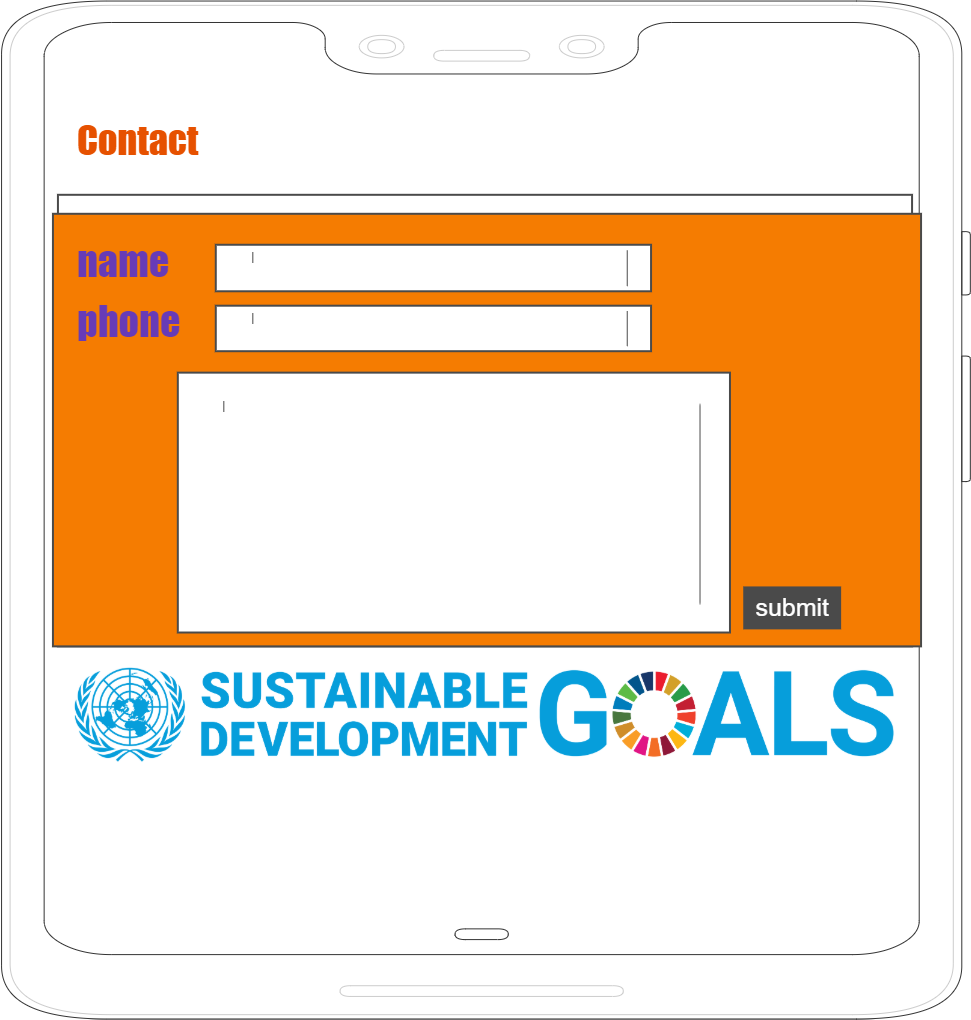 Contact
name
phone
submit
SUSTAINABLE
DEVELOPMENT
GOALS